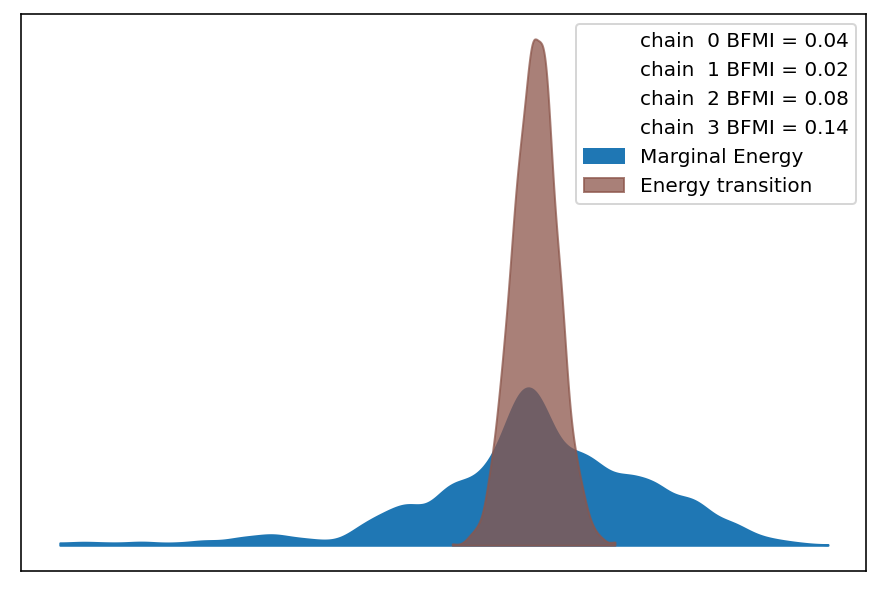 chain  0 BFMI = 0.04
chain  1 BFMI = 0.02
chain  2 BFMI = 0.08
chain  3 BFMI = 0.14
Marginal Energy
Energy transition